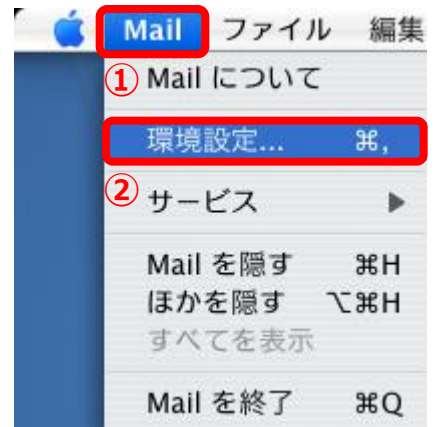 Mail ファイル 編集
① Mail について
環境設定... ⌘,
② サービス ▶
Mail を隠す ⌘H
ほかを隠す ⌥⌘H
すべてを表示
Mail を終了 ⌘Q